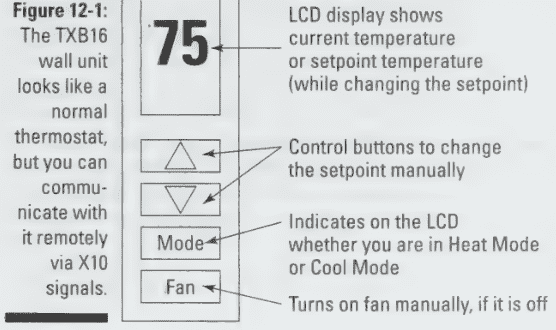 Figure 12-1:
The TXB16
wall unit
looks like a
normal
thermostat,
but you can
commu-
nicate with
it remotely
via X10
signals.
75
LCD display shows
current temperature
or setpoint temperature
(while changing the setpoint)
Control buttons to change
the setpoint manually
Mode
Indicates on the LCD
whether you are in Heat Mode
or Cool Mode
Fan
Turns on fan manually, if it is off